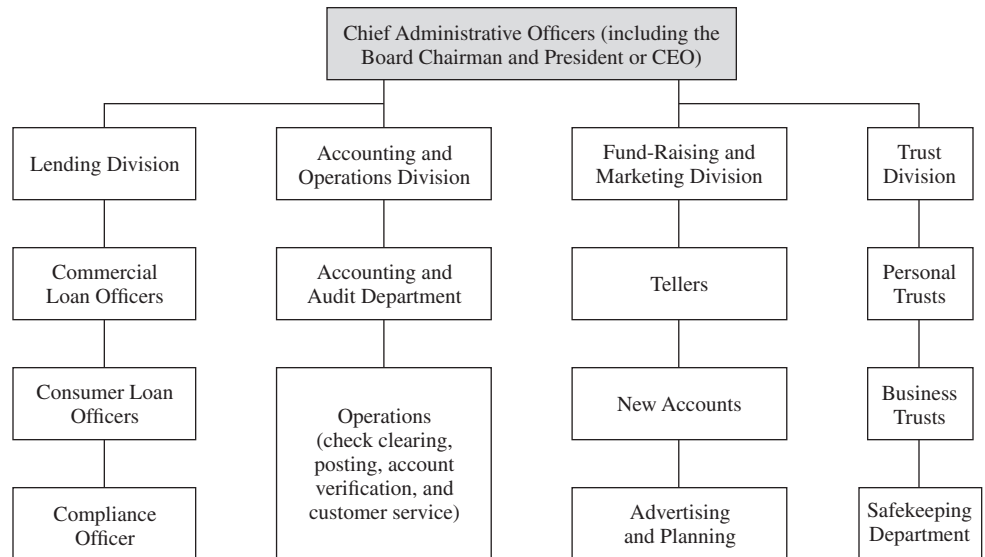 Chief Administrative Officers (including the
Board Chairman and President or CEO)
Lending Division
Accounting and
Operations Division
Fund-Raising and
Marketing Division
Trust
Division
Commercial
Loan Officers
Accounting and
Audit Department
Tellers
Personal
Trusts
Consumer Loan
Officers
Operations
(check clearing,
posting, account
verification, and
customer service)
New Accounts
Business
Trusts
Compliance
Officer
Advertising
and Planning
Safekeeping
Department